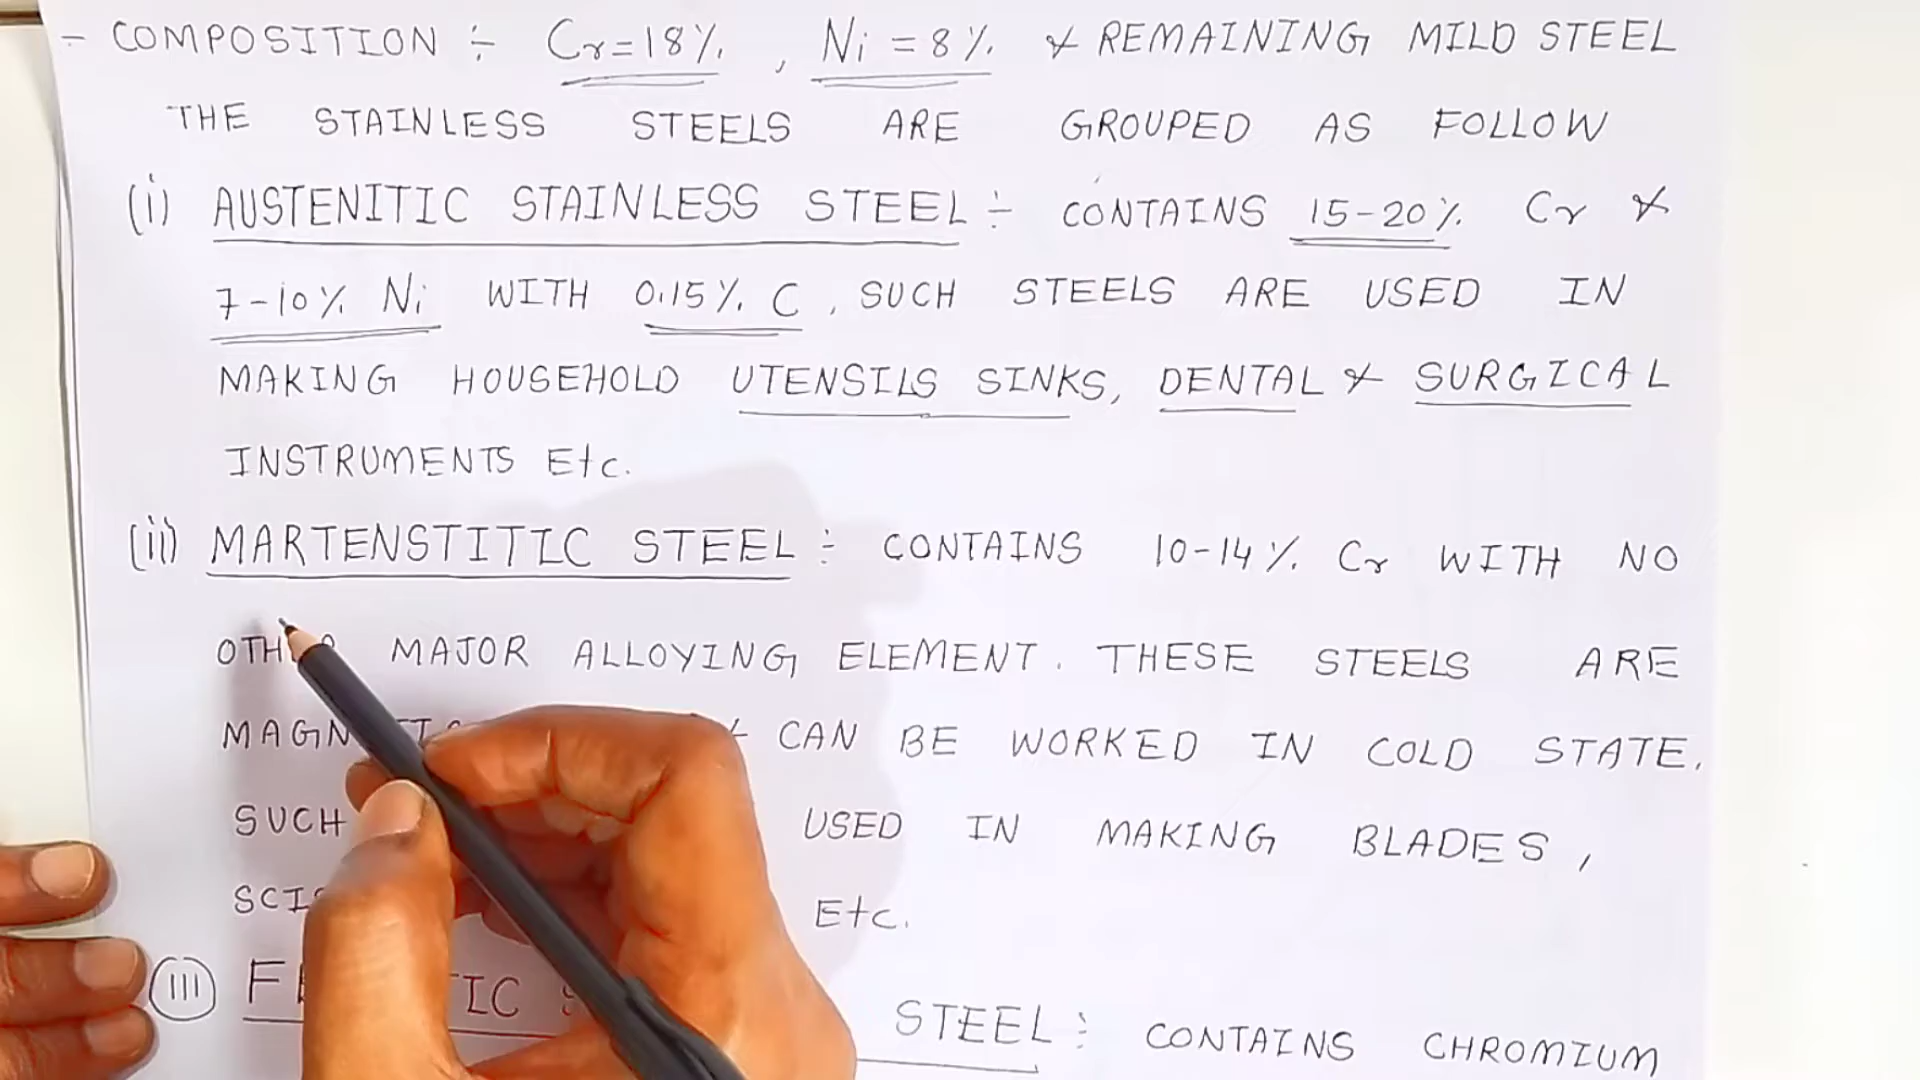 - COMPOSITION ÷ Cr=18%, Ni=8% & REMAINING MILD STEEL
THE STAINLESS STEELS ARE GROUPED AS FOLLOW
(i) AUSTENITIC STAINLESS STEEL ÷ CONTAINS 15-20% Cr &
7-10% Ni WITH 0.15% C, SUCH STEELS ARE USED IN
MAKING HOUSEHOLD UTENSILS SINKS, DENTAL & SURGICAL
INSTRUMENTS Etc.
(ii) MARTENSTITIC STEEL ÷ CONTAINS 10-14% Cr WITH NO
MAJOR ALLOYING ELEMENT. THESE STEELS ARE
CAN BE WORKED IN COLD STATE.
SUCH USED IN MAKING BLADES,
Etc.
(iii) STEEL ÷ CONTAINS CHROMIUM